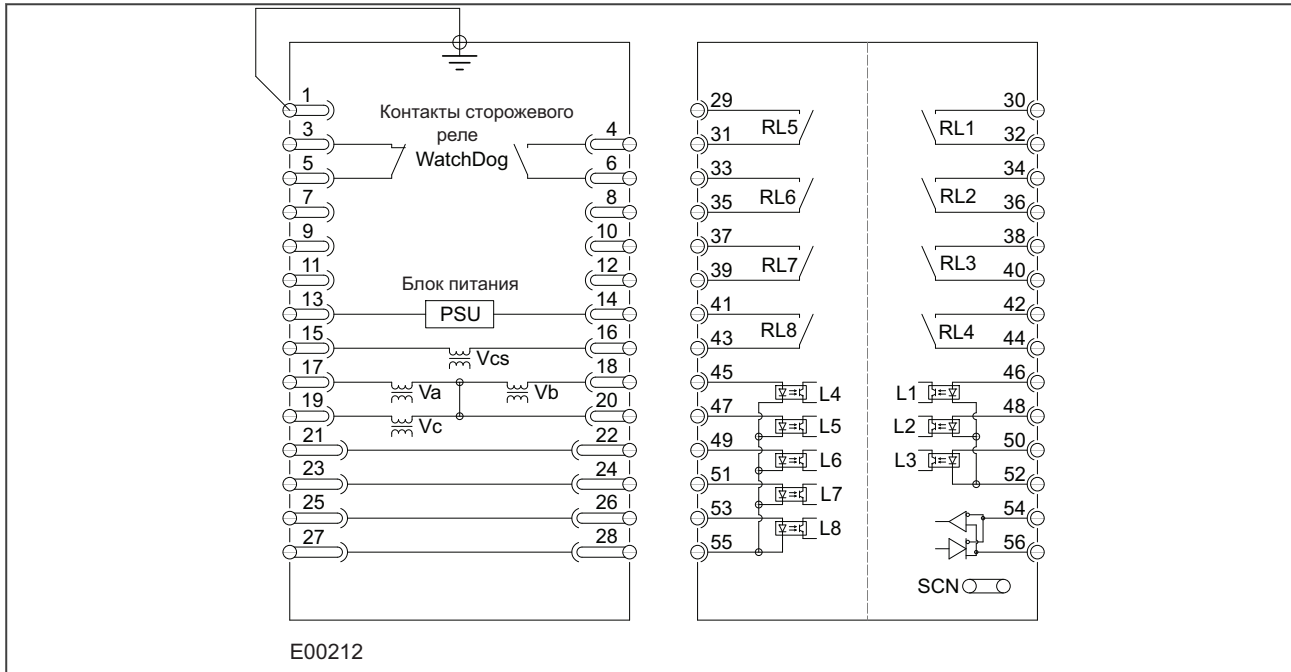 1
Контакты сторожевого
3 реле 4
WatchDog
5 6
7 8
9 10
11 12
Блок питания
13 PSU 14
15 16
Vcs
17 Va Vb 18
19 Vc 20
21 22
23 24
25 26
27 28
29 RL5 RL1 30
31 32
33 RL6 RL2 34
35 36
37 RL7 RL3 38
39 40
41 RL8 RL4 42
43 44
45 L4 L1 46
47 L5 L2 48
49 L6 L3 50
51 L7 52
53 L8 54
55 56
SCN
E00212